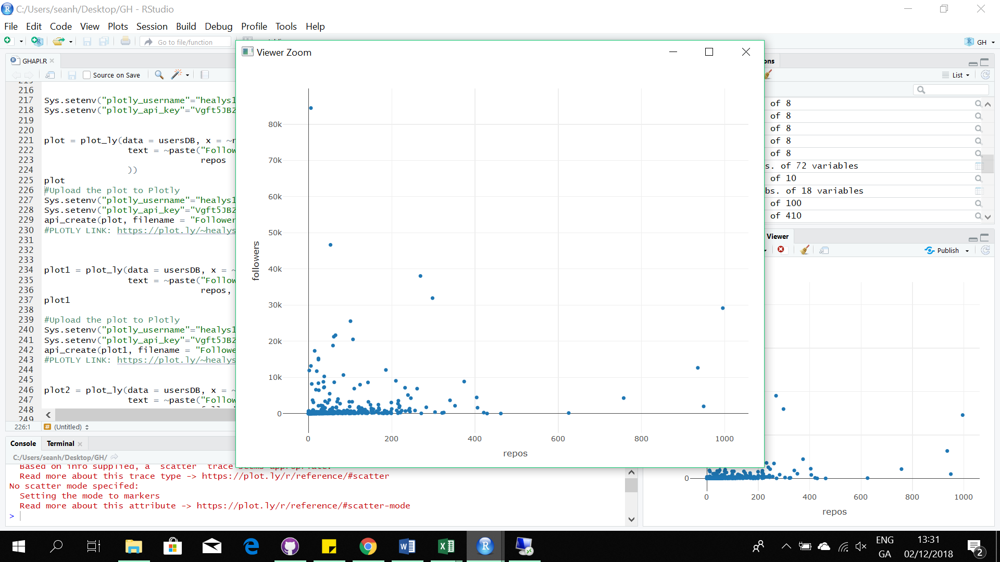 C:/Users/seanh/Desktop/GH - RStudio
File Edit Code View Plots Session Build Debug Profile Tools Help
Go to file/function
GH
GHAPI.R
Source on Save
216
217 Sys.setenv("plotly_username"="healys1
218 Sys.setenv("plotly_api_key"="Vgft5JBZ
219
220
221 plot = plot_ly(data = usersDB, x = ~
222 text = ~paste("Follow
223 repos
224 ))
225 plot
226 #Upload the plot to Plotly
227 Sys.setenv("plotly_username"="healys1
228 Sys.setenv("plotly_api_key"="Vgft5JBZ
229 api_create(plot, filename = "Follower
230 #PLOTLY LINK: https://plot.ly/~healys
231
232
233
234 plot1 = plot_ly(data = usersDB, x = ~
235 text = ~paste("Follow
236 repos,
237 plot1
238
239 #Upload the plot to Plotly
240 Sys.setenv("plotly_username"="healys1
241 Sys.setenv("plotly_api_key"="Vgft5JBZ
242 api_create(plot1, filename = "Followe
243 #PLOTLY LINK: https://plot.ly/~healys
244
245
246 plot2 = plot_ly(data = usersDB, x = ~
247 text = ~paste("Follow
248
249
226:1 (Untitled)
Console Terminal
C:/Users/seanh/Desktop/GH/
Based on info supplied, a 'scatter' trace seems appropriate.
Read more about this trace type -> https://plot.ly/r/reference/#scatter
No scatter mode specifed:
Setting the mode to markers
Read more about this attribute -> https://plot.ly/r/reference/#scatter-mode
>
Viewer Zoom
80k
70k
60k
50k
40k
30k
20k
10k
0
followers
0 200 400 600 800 1000
repos
ons
List
of 8
of 8
of 8
of 8
of 8
s. of 72 variables
of 10
bs. of 18 variables
of 100
of 410
Viewer
Publish
0
0 200 400 600 800 1000
repos
ENG
GA
13:31
02/12/2018
2